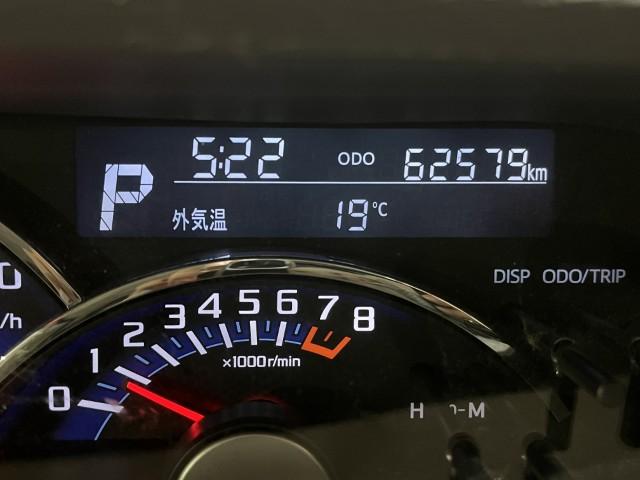 5:22 ODO 62579km
P
外気温 19℃
DISP ODO/TRIP
0 1 2 3 4 5 6 7 8
×1000r/min
0
/h
H -M